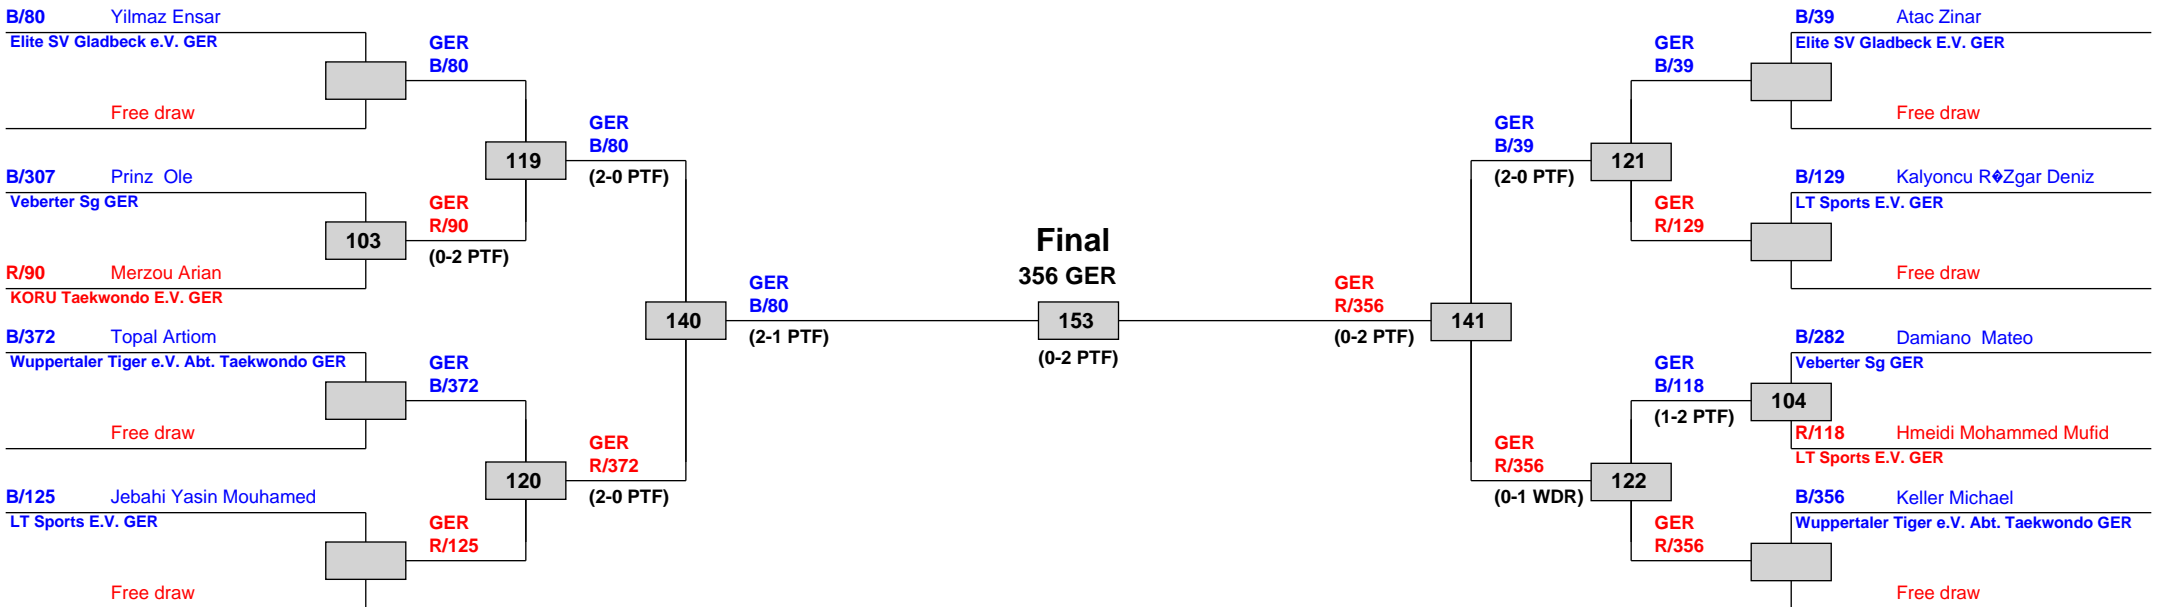 B/80 Yilmaz Ensar
Elite SV Gladbeck e.V. GER
Free draw
B/307 Prinz Ole
Veberter Sg GER
R/90 Merzou Arian
KORU Taekwondo E.V. GER
B/372 Topal Artiom
Wuppertaler Tiger e.V. Abt. Taekwondo GER
Free draw
B/125 Jebahi Yasin Mouhamed
LT Sports E.V. GER
Free draw
GER
B/80
103
GER
R/90
(0-2 PTF)
GER
B/372
GER
R/125
119
GER
B/80
(2-0 PTF)
120
GER
R/372
(2-0 PTF)
140
GER
B/80
(2-1 PTF)
Final
356 GER
153
(0-2 PTF)
GER
R/356
(0-2 PTF)
141
GER
B/39
(2-0 PTF)
121
GER
R/356
(0-1 WDR)
122
GER
B/39
GER
R/129
GER
B/118
(1-2 PTF)
104
GER
R/356
B/39 Atac Zinar
Elite SV Gladbeck E.V. GER
Free draw
B/129 Kalyoncu R�Zgar Deniz
LT Sports E.V. GER
Free draw
B/282 Damiano Mateo
Veberter Sg GER
R/118 Hmeidi Mohammed Mufid
LT Sports E.V. GER
B/356 Keller Michael
Wuppertaler Tiger e.V. Abt. Taekwondo GER
Free draw